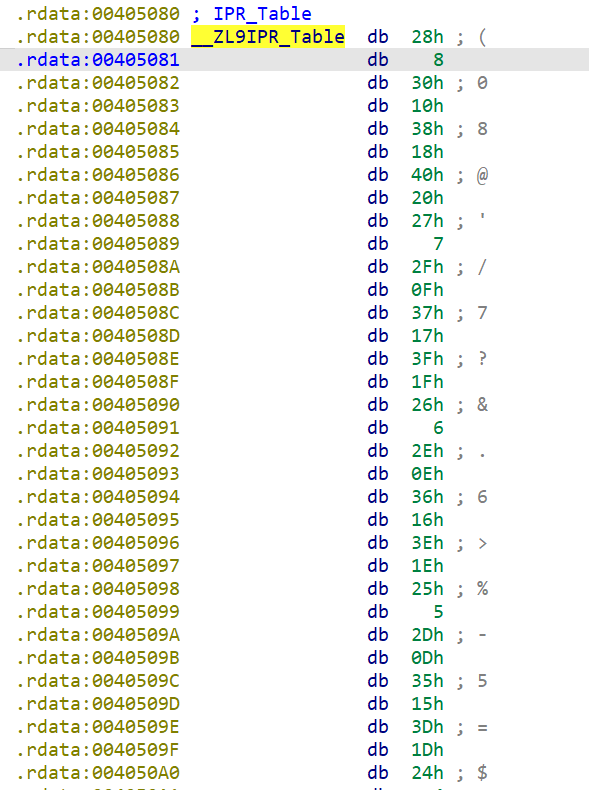 .rdata:00405080 ; IPR_Table
.rdata:00405080 __ZL9IPR_Table db 28h ; (
.rdata:00405081 db 8
.rdata:00405082 db 30h ; 0
.rdata:00405083 db 10h
.rdata:00405084 db 38h ; 8
.rdata:00405085 db 18h
.rdata:00405086 db 40h ; @
.rdata:00405087 db 20h
.rdata:00405088 db 27h ; '
.rdata:00405089 db 7
.rdata:0040508A db 2Fh ; /
.rdata:0040508B db 0Fh
.rdata:0040508C db 37h ; 7
.rdata:0040508D db 17h
.rdata:0040508E db 3Fh ; ?
.rdata:0040508F db 1Fh
.rdata:00405090 db 26h ; &
.rdata:00405091 db 6
.rdata:00405092 db 2Eh ; .
.rdata:00405093 db 0Eh
.rdata:00405094 db 36h ; 6
.rdata:00405095 db 16h
.rdata:00405096 db 3Eh ; >
.rdata:00405097 db 1Eh
.rdata:00405098 db 25h ; %
.rdata:00405099 db 5
.rdata:0040509A db 2Dh ; -
.rdata:0040509B db 0Dh
.rdata:0040509C db 35h ; 5
.rdata:0040509D db 15h
.rdata:0040509E db 3Dh ; =
.rdata:0040509F db 1Dh
.rdata:004050A0 db 24h ; $